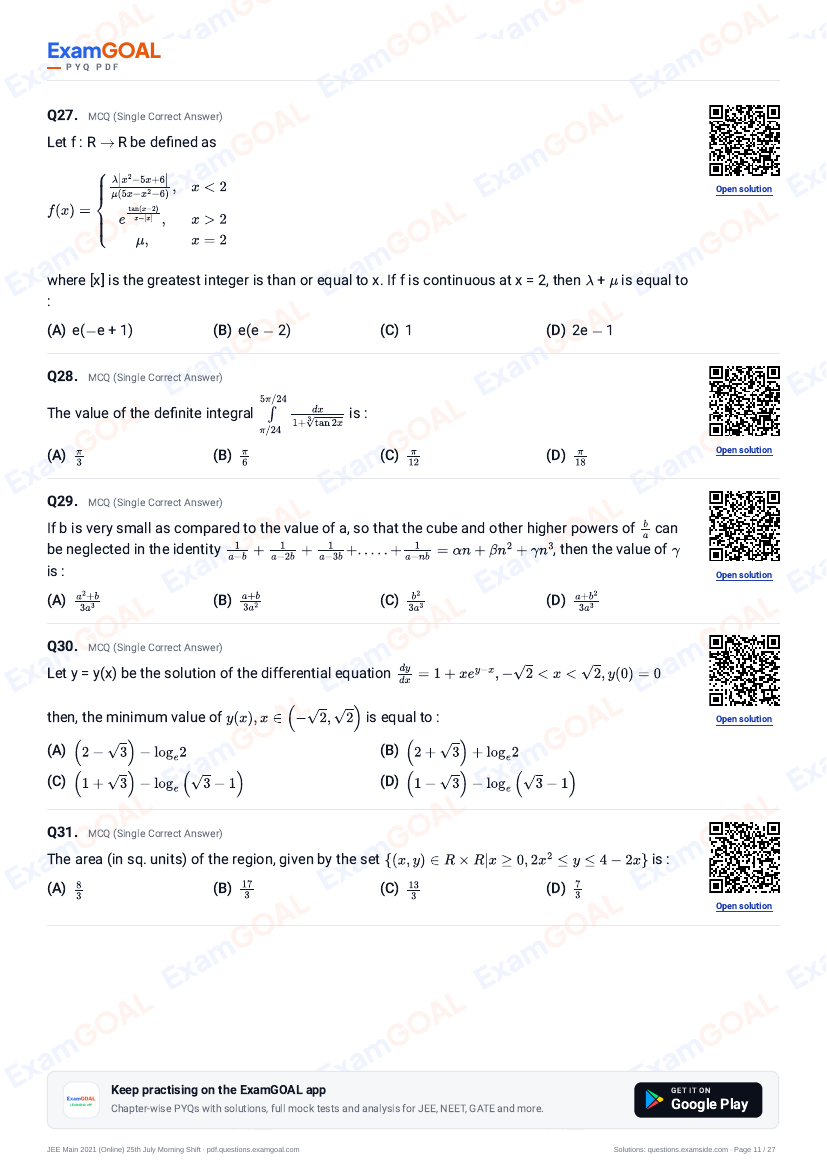 ExamGOAL
PYQ PDF
Q27. MCQ (Single Correct Answer)
Let f : R → R be defined as
f(x) = { λ|x² − 5x + 6| / μ(5x − x² − 6), x < 2
e^(tan(x−2)/(x−[x])), x > 2
μ, x = 2
where [x] is the greatest integer is than or equal to x. If f is continuous at x = 2, then λ + μ is equal to
:
(A) e(−e + 1) (B) e(e − 2) (C) 1 (D) 2e − 1
Open solution
Q28. MCQ (Single Correct Answer)
The value of the definite integral ∫_{π/24}^{5π/24} dx / (1 + ∛(tan 2x)) is :
(A) π/3 (B) π/6 (C) π/12 (D) π/18
Open solution
Q29. MCQ (Single Correct Answer)
If b is very small as compared to the value of a, so that the cube and other higher powers of b/a can
be neglected in the identity 1/(a−b) + 1/(a−2b) + 1/(a−3b) + ..... + 1/(a−nb) = αn + βn² + γn³, then the value of γ
is :
(A) (a²+b)/3a³ (B) (a+b)/3a² (C) b²/3a³ (D) (a+b²)/3a³
Open solution
Q30. MCQ (Single Correct Answer)
Let y = y(x) be the solution of the differential equation dy/dx = 1 + xe^(y−x), −√2 < x < √2, y(0) = 0
then, the minimum value of y(x), x ∈ (−√2, √2) is equal to :
(A) (2 − √3) − logₑ2 (B) (2 + √3) + logₑ2
(C) (1 + √3) − logₑ(√3 − 1) (D) (1 − √3) − logₑ(√3 − 1)
Open solution
Q31. MCQ (Single Correct Answer)
The area (in sq. units) of the region, given by the set {(x, y) ∈ R × R|x ≥ 0, 2x² ≤ y ≤ 4 − 2x} is :
(A) 8/3 (B) 17/3 (C) 13/3 (D) 7/3
Open solution
Keep practising on the ExamGOAL app
Chapter-wise PYQs with solutions, full mock tests and analysis for JEE, NEET, GATE and more.
GET IT ON
Google Play
JEE Main 2021 (Online) 25th July Morning Shift · pdf.questions.examgoal.com
Solutions: questions.examside.com · Page 11 / 27